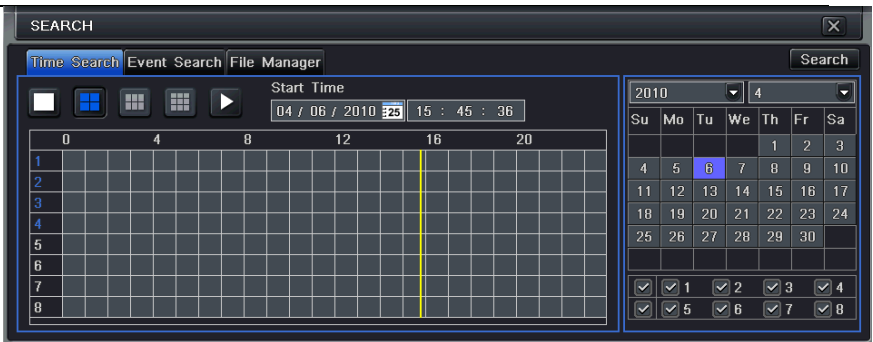 SEARCH
Time Search Event Search File Manager Search
Start Time
04 / 06 / 2010 25 15 : 45 : 36
0 4 8 12 16 20
1
2
3
4
5
6
7
8
2010 4
Su Mo Tu We Th Fr Sa
1 2 3
4 5 6 7 8 9 10
11 12 13 14 15 16 17
18 19 20 21 22 23 24
25 26 27 28 29 30
1 2 3 4
5 6 7 8